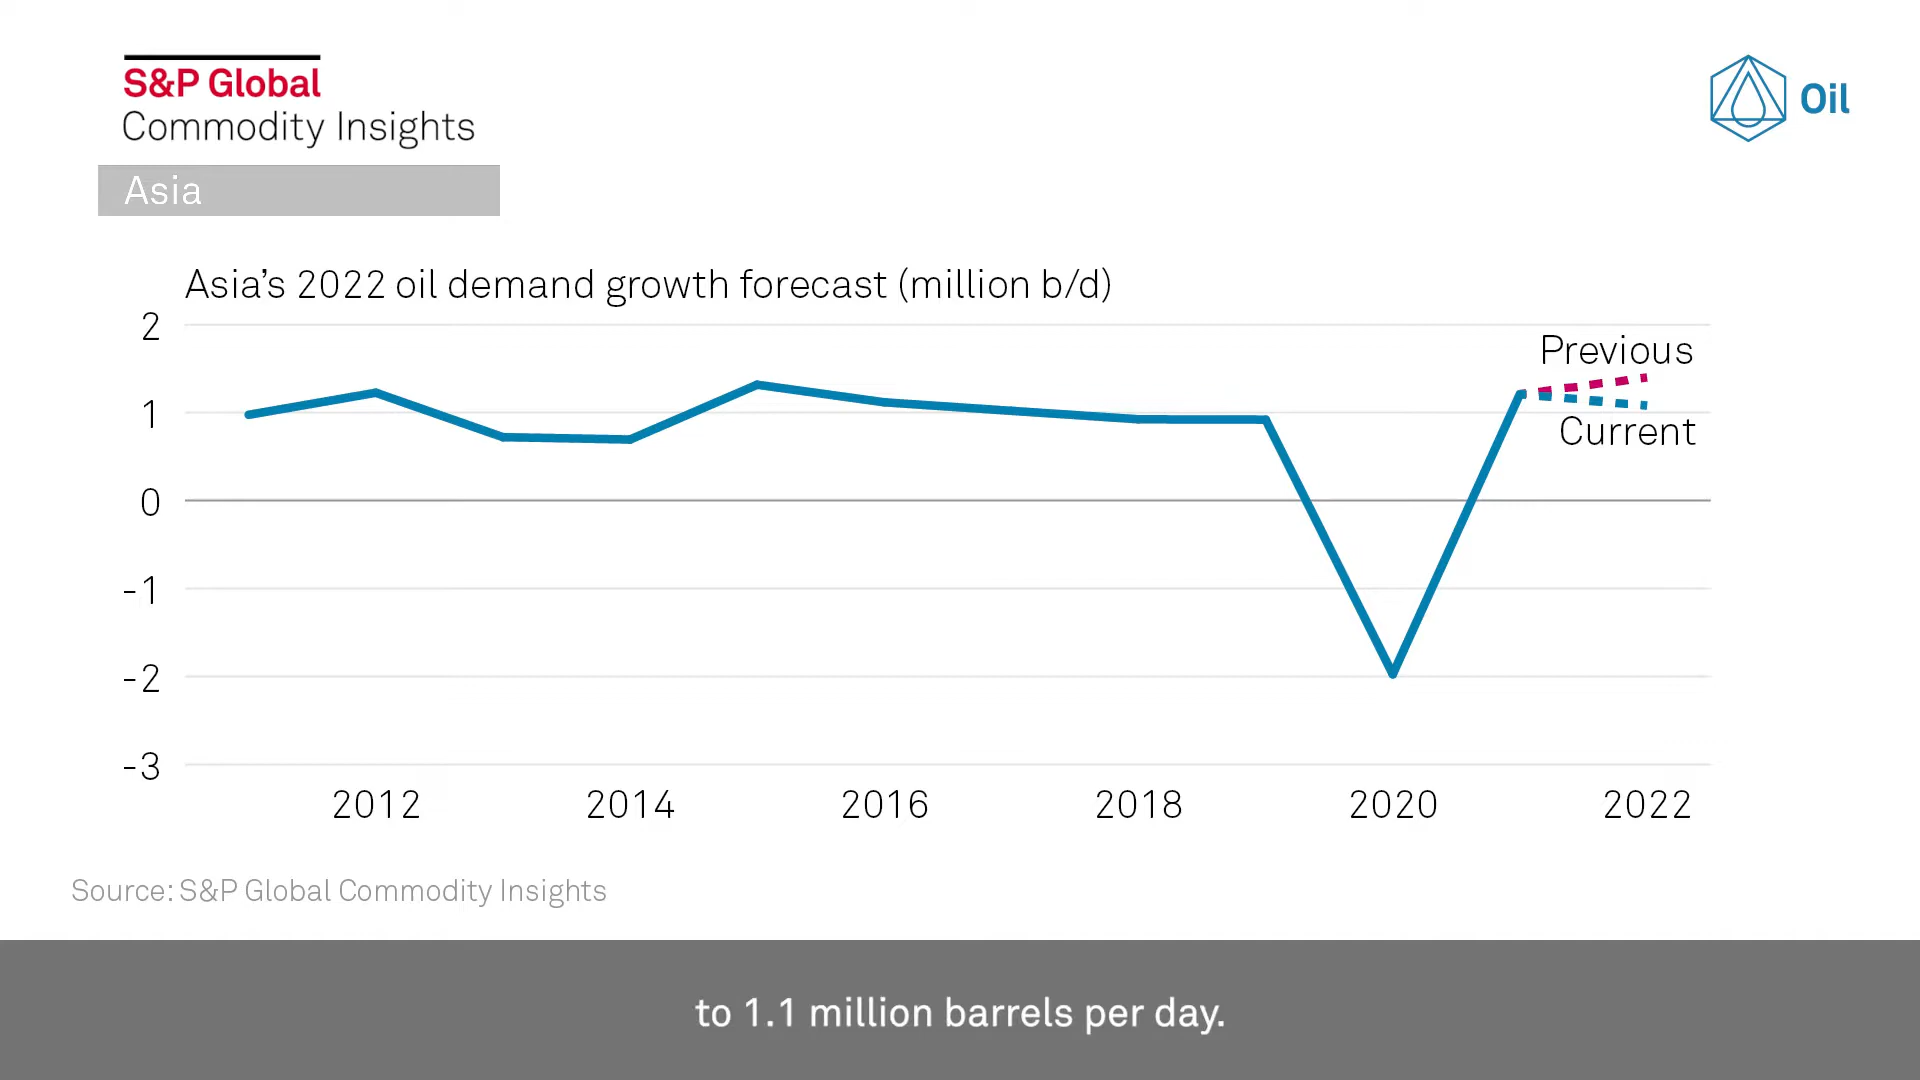 S&P Global
Commodity Insights
Oil
Asia
Asia's 2022 oil demand growth forecast (million b/d)
2
1
0
-1
-2
-3
Previous
Current
2012 2014 2016 2018 2020 2022
Source: S&P Global Commodity Insights
to 1.1 million barrels per day.